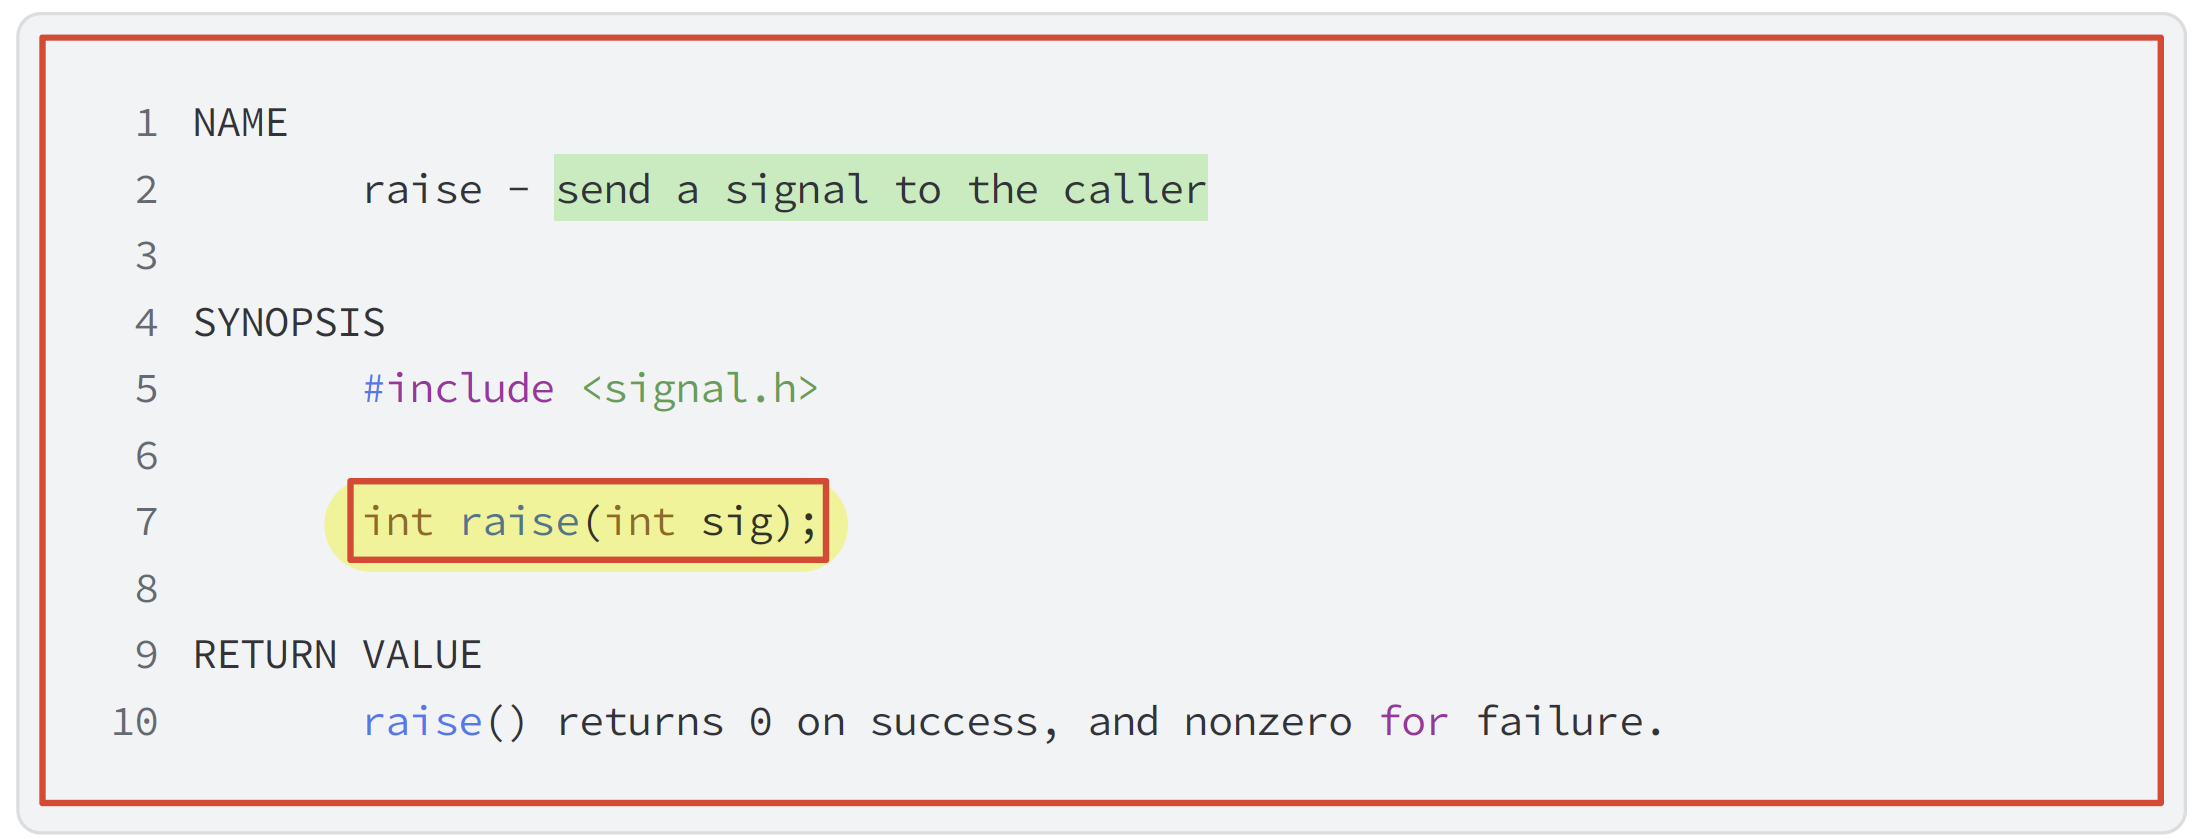 1 NAME
2 raise - send a signal to the caller
3
4 SYNOPSIS
5 #include <signal.h>
6
7 int raise(int sig);
8
9 RETURN VALUE
10 raise() returns 0 on success, and nonzero for failure.